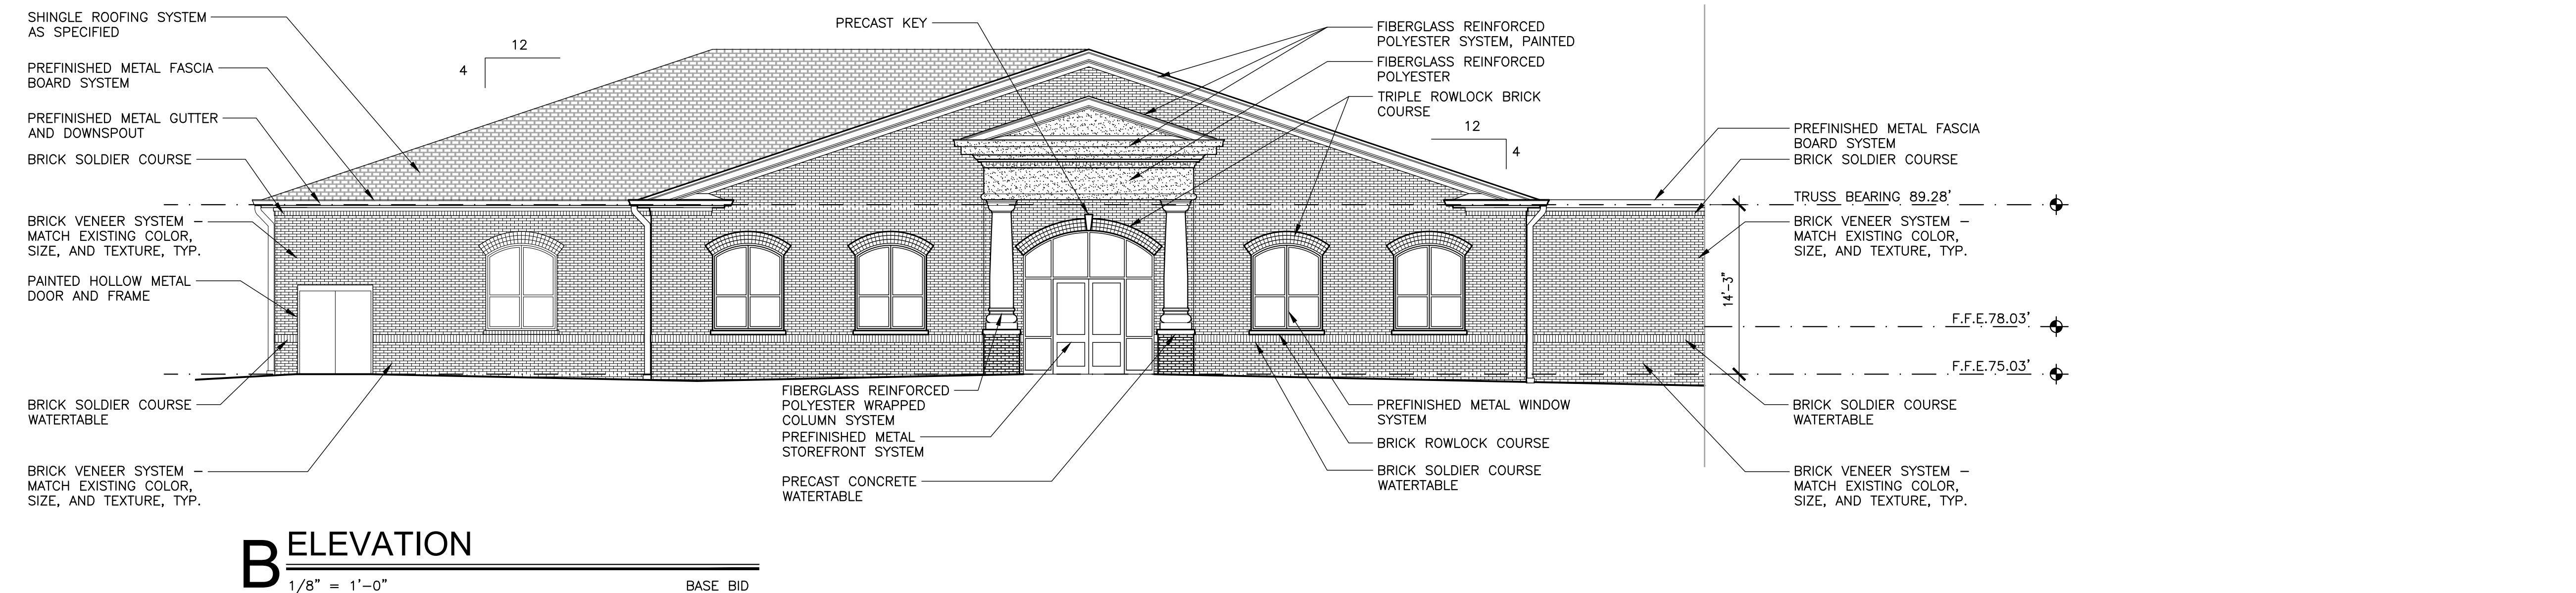 SHINGLE ROOFING SYSTEM
AS SPECIFIED
PREFINISHED METAL FASCIA
BOARD SYSTEM
PREFINISHED METAL GUTTER
AND DOWNSPOUT
BRICK SOLDIER COURSE
BRICK VENEER SYSTEM –
MATCH EXISTING COLOR,
SIZE, AND TEXTURE, TYP.
PAINTED HOLLOW METAL
DOOR AND FRAME
BRICK SOLDIER COURSE
WATERTABLE
BRICK VENEER SYSTEM –
MATCH EXISTING COLOR,
SIZE, AND TEXTURE, TYP.
12
4
PRECAST KEY
FIBERGLASS REINFORCED
POLYESTER SYSTEM, PAINTED
FIBERGLASS REINFORCED
POLYESTER
TRIPLE ROWLOCK BRICK
COURSE
12
4
FIBERGLASS REINFORCED
POLYESTER WRAPPED
COLUMN SYSTEM
PREFINISHED METAL
STOREFRONT SYSTEM
PRECAST CONCRETE
WATERTABLE
PREFINISHED METAL WINDOW
SYSTEM
BRICK ROWLOCK COURSE
BRICK SOLDIER COURSE
WATERTABLE
PREFINISHED METAL FASCIA
BOARD SYSTEM
BRICK SOLDIER COURSE
TRUSS BEARING 89.28'
BRICK VENEER SYSTEM –
MATCH EXISTING COLOR,
SIZE, AND TEXTURE, TYP.
14'-3"
F.F.E.78.03'
F.F.E.75.03'
BRICK SOLDIER COURSE
WATERTABLE
BRICK VENEER SYSTEM –
MATCH EXISTING COLOR,
SIZE, AND TEXTURE, TYP.
B ELEVATION
1/8" = 1'-0" BASE BID